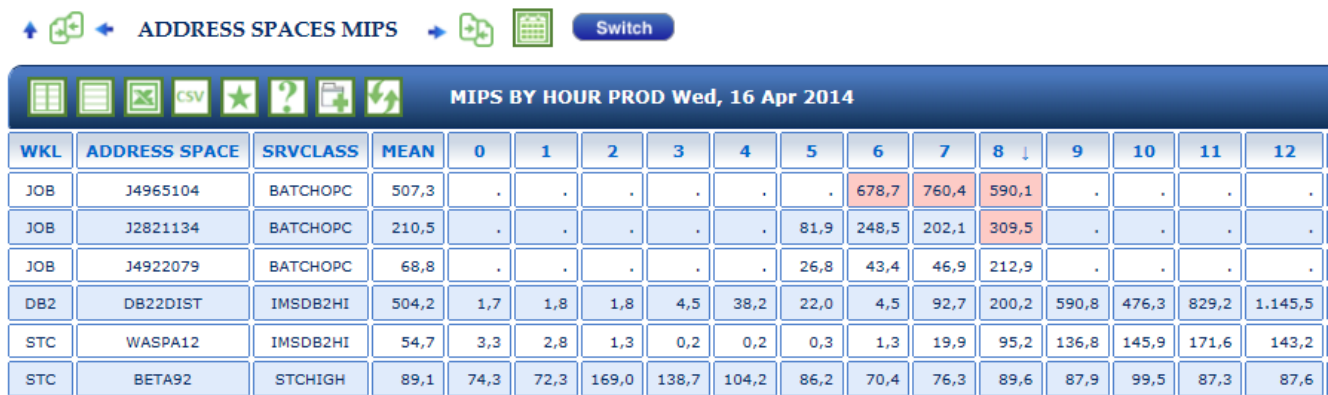 ADDRESS SPACES MIPS Switch
CSV ? MIPS BY HOUR PROD Wed, 16 Apr 2014
WKL ADDRESS SPACE SRVCLASS MEAN 0 1 2 3 4 5 6 7 8 ↓ 9 10 11 12
JOB J4965104 BATCHOPC 507,3 . . . . . . 678,7 760,4 590,1 . . . .
JOB J2821134 BATCHOPC 210,5 . . . . . 81,9 248,5 202,1 309,5 . . . .
JOB J4922079 BATCHOPC 68,8 . . . . . 26,8 43,4 46,9 212,9 . . . .
DB2 DB22DIST IMSDB2HI 504,2 1,7 1,8 1,8 4,5 38,2 22,0 4,5 92,7 200,2 590,8 476,3 829,2 1.145,5
STC WASPA12 IMSDB2HI 54,7 3,3 2,8 1,3 0,2 0,2 0,3 1,3 19,9 95,2 136,8 145,9 171,6 143,2
STC BETA92 STCHIGH 89,1 74,3 72,3 169,0 138,7 104,2 86,2 70,4 76,3 89,6 87,9 99,5 87,3 87,6